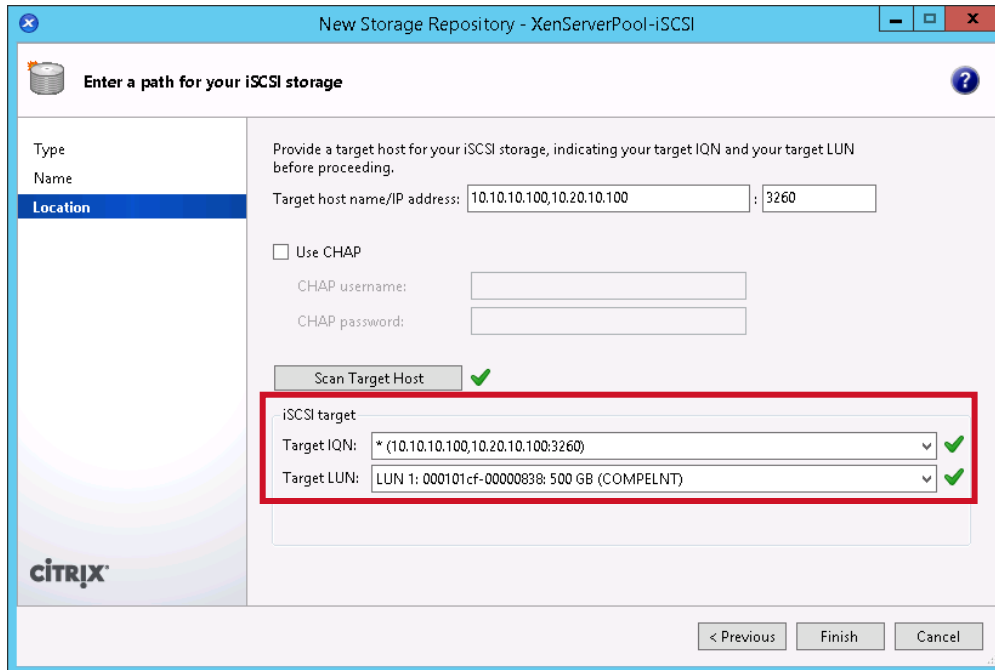 New Storage Repository - XenServerPool-iSCSI
Enter a path for your iSCSI storage
Type
Name
Location
Provide a target host for your iSCSI storage, indicating your target IQN and your target LUN
before proceeding.
Target host name/IP address: 10.10.10.100,10.20.10.100 : 3260
Use CHAP
CHAP username:
CHAP password:
Scan Target Host
iSCSI target
Target IQN: * (10.10.10.100,10.20.10.100:3260)
Target LUN: LUN 1: 000101cf-00000838: 500 GB (COMPELNT)
CITRIX
< Previous Finish Cancel